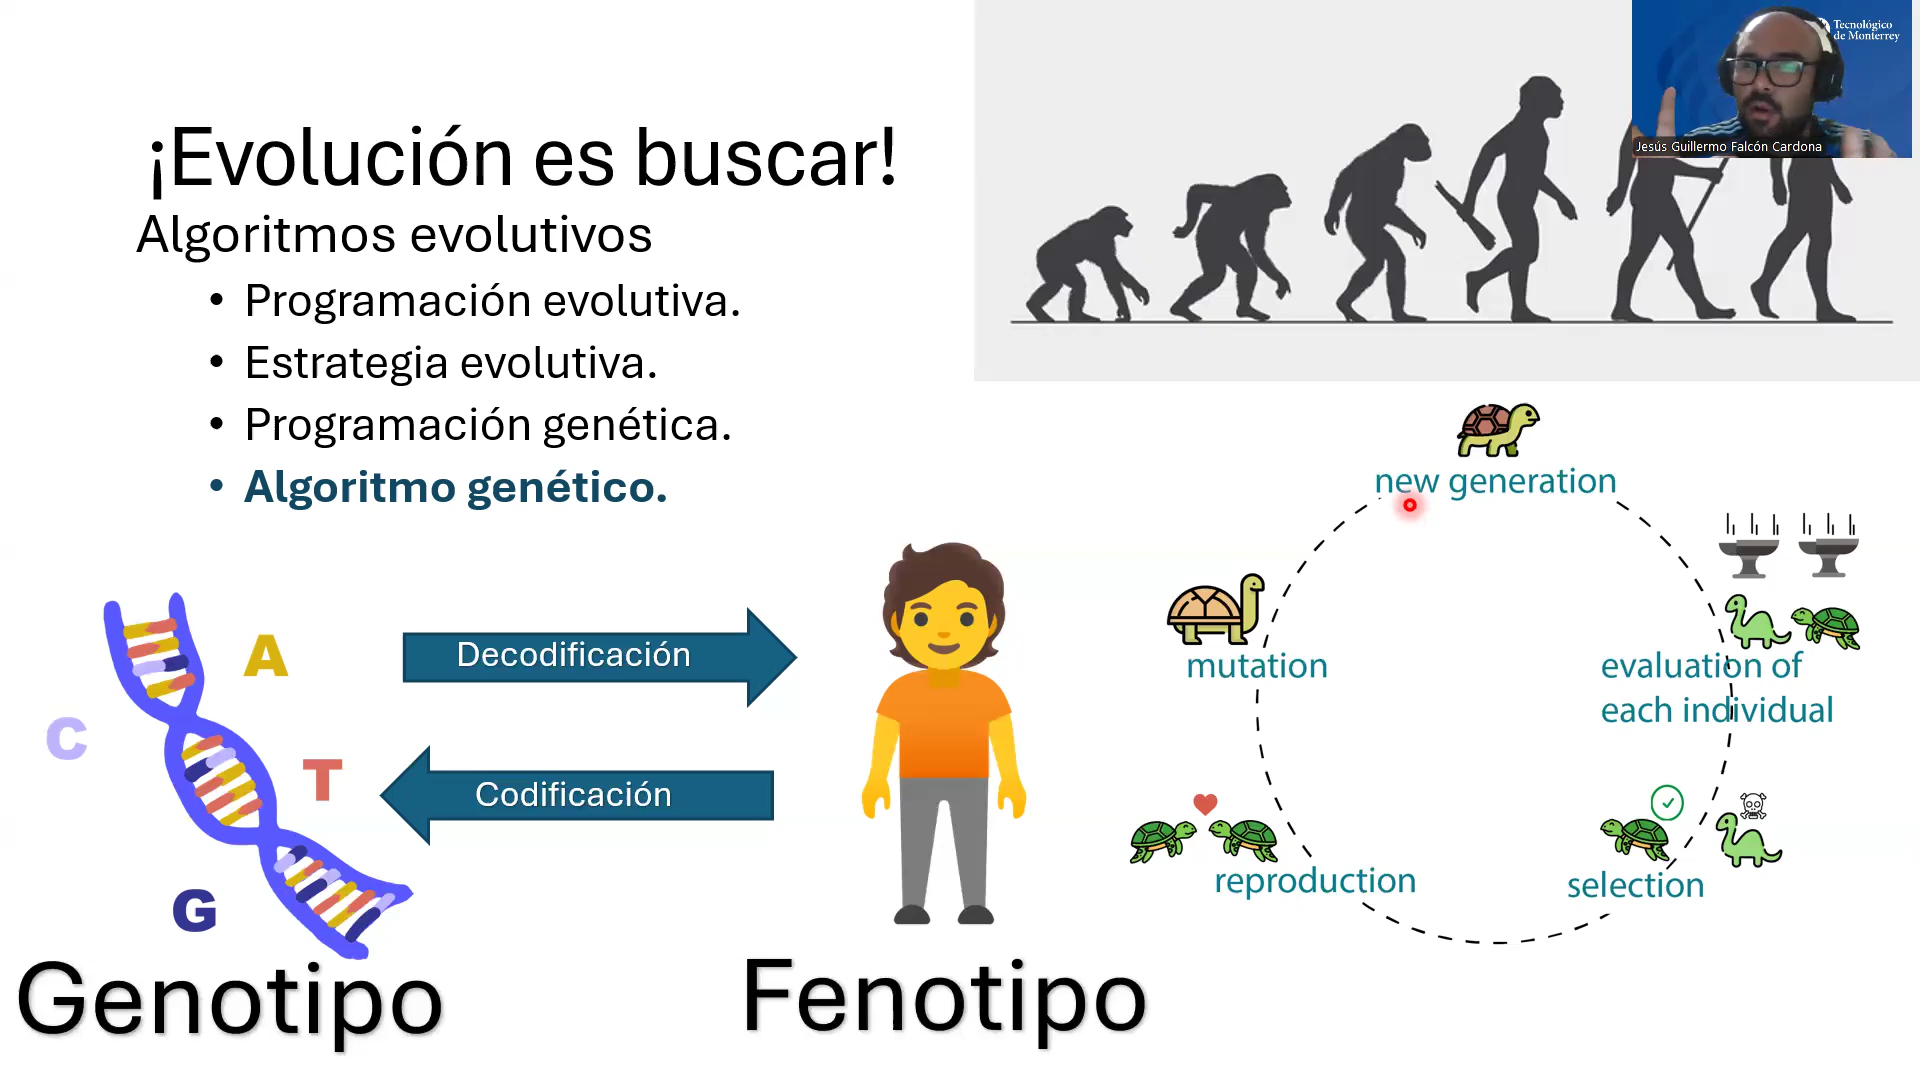 ¡Evolución es buscar!
Algoritmos evolutivos
• Programación evolutiva.
• Estrategia evolutiva.
• Programación genética.
• Algoritmo genético.
Tecnológico
de Monterrey
Jesús Guillermo Falcón Cardona
A
C
T
G
Decodificación
Codificación
Genotipo
Fenotipo
new generation
evaluation of
each individual
selection
reproduction
mutation